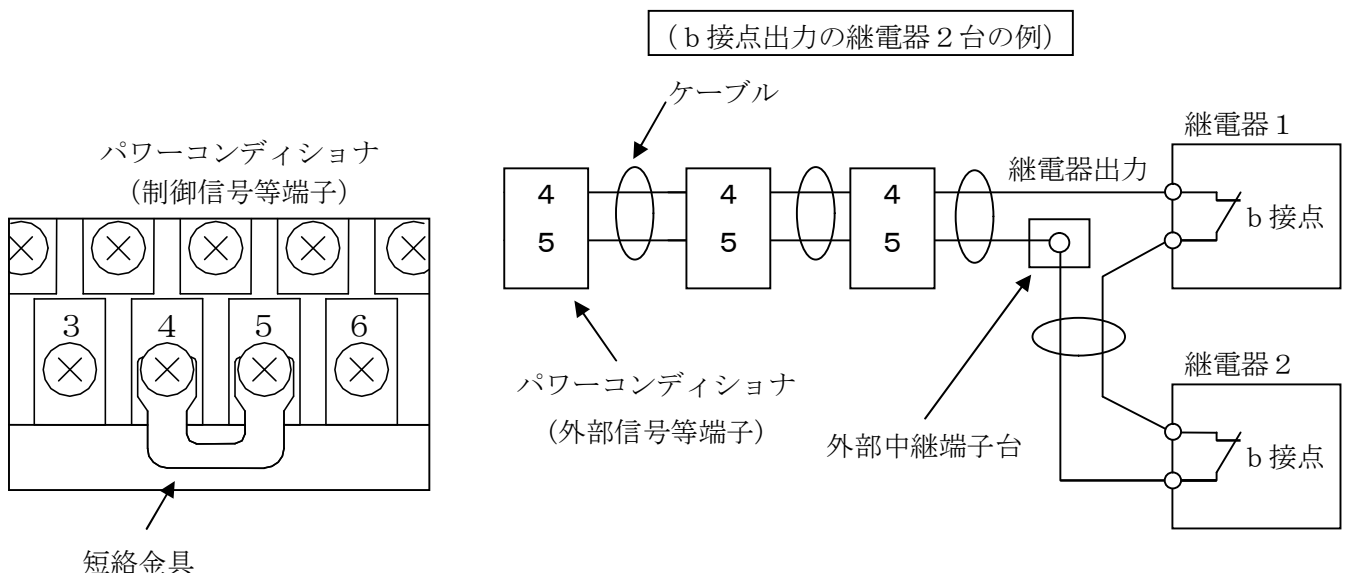 (b接点出力の継電器2台の例)
ケーブル
パワーコンディショナ
(制御信号等端子)
3 4 5 6
短絡金具
4 4 4
5 5 5
継電器出力
継電器1
b接点
パワーコンディショナ
(外部信号等端子)
外部中継端子台
継電器2
b接点